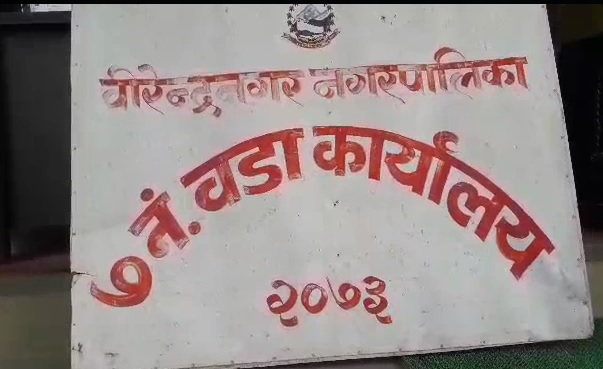 वीरेन्द्रनगर नगरपालिका
७ नं. वडा कार्यालय
२०७३